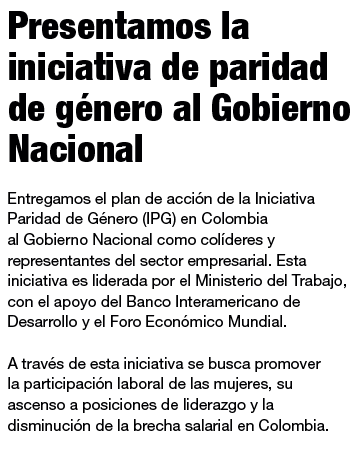 Presentamos la
iniciativa de paridad
de género al Gobierno
Nacional
Entregamos el plan de acción de la Iniciativa
Paridad de Género (IPG) en Colombia
al Gobierno Nacional como colíderes y
representantes del sector empresarial. Esta
iniciativa es liderada por el Ministerio del Trabajo,
con el apoyo del Banco Interamericano de
Desarrollo y el Foro Económico Mundial.
A través de esta iniciativa se busca promover
la participación laboral de las mujeres, su
ascenso a posiciones de liderazgo y la
disminución de la brecha salarial en Colombia.